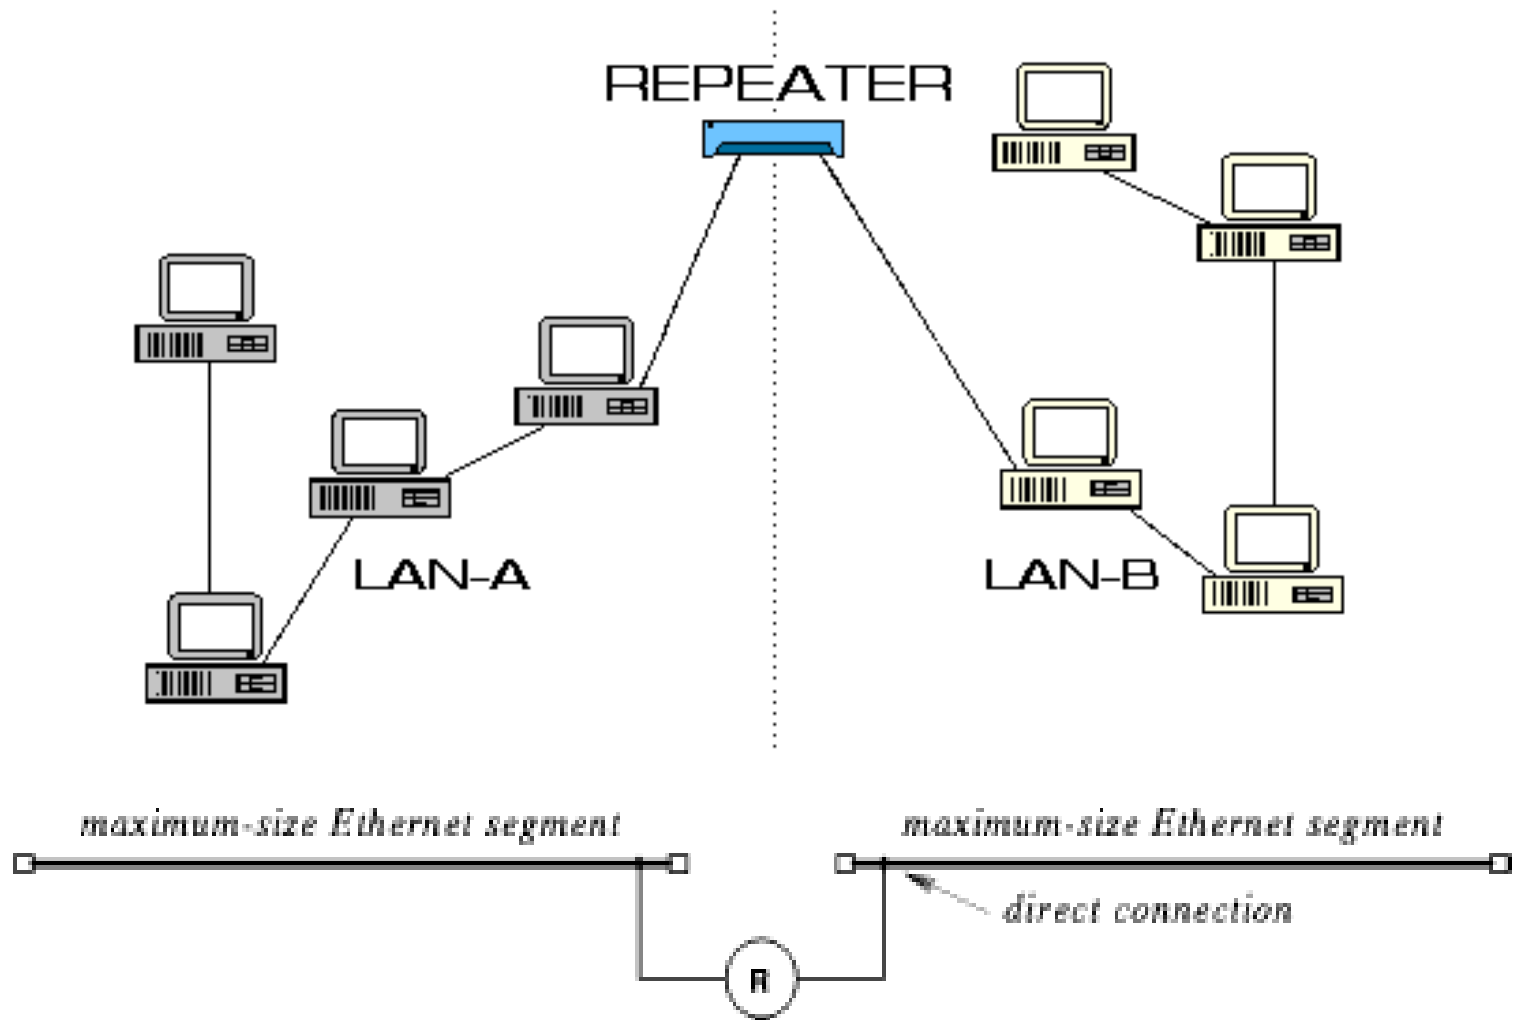 REPEATER
LAN-A
LAN-B
maximum-size Ethernet segment
maximum-size Ethernet segment
direct connection
R